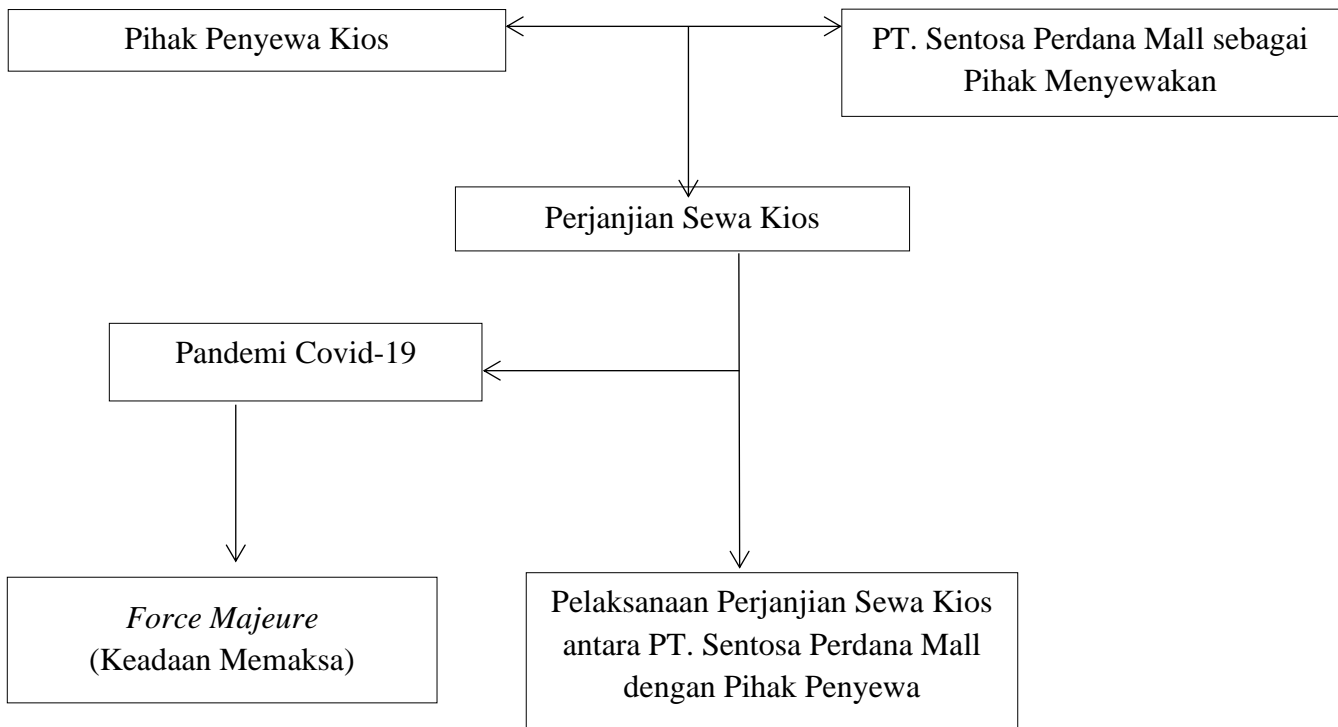 Pihak Penyewa Kios
PT. Sentosa Perdana Mall sebagai
Pihak Menyewakan
Perjanjian Sewa Kios
Pandemi Covid-19
Force Majeure
(Keadaan Memaksa)
Pelaksanaan Perjanjian Sewa Kios
antara PT. Sentosa Perdana Mall
dengan Pihak Penyewa